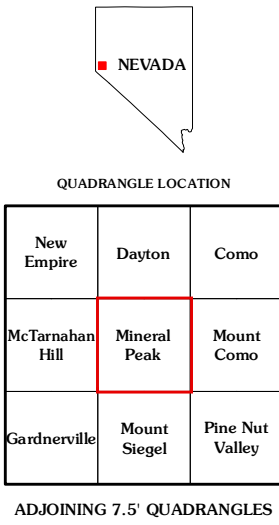 NEVADA
QUADRANGLE LOCATION
New
Empire
Dayton
Como
McTarnahan
Hill
Mineral
Peak
Mount
Como
Gardnerville
Mount
Siegel
Pine Nut
Valley
ADJOINING 7.5' QUADRANGLES